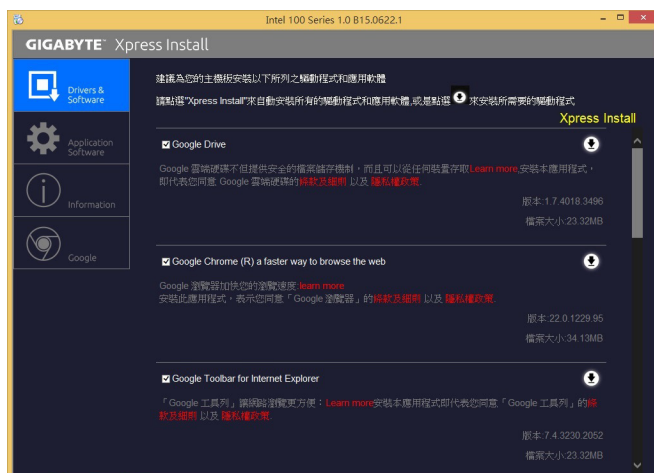 Intel 100 Series 1.0 B15.0622.1
GIGABYTE™ Xpress Install
Drivers &
Software
Application
Software
Information
Google
建議為您的主機板安裝以下所列之驅動程式和應用軟體
請點選"Xpress Install"來自動安裝所有的驅動程式和應用軟體,或是點選 來安裝所需要的驅動程式
Xpress Install
Google Drive
Google 雲端硬碟不但提供安全的檔案儲存機制，而且可以從任何裝置存取Learn more,安裝本應用程式，
即代表您同意 Google 雲端硬碟的條款及細則 以及 隱私權政策.
版本:1.7.4018.3496
檔案大小:23.32MB
Google Chrome (R) a faster way to browse the web
Google 瀏覽器加快您的瀏覽速度;learn more
安裝此應用程式，表示您同意「Google 瀏覽器」的條款及細則 以及 隱私權政策.
版本:22.0.1229.95
檔案大小:34.13MB
Google Toolbar for Internet Explorer
「Google 工具列」讓網路瀏覽更方便：Learn more安裝本應用程式即代表您同意「Google 工具列」的條
款及細則 以及 隱私權政策.
版本:7.4.3230.2052
檔案大小:23.32MB